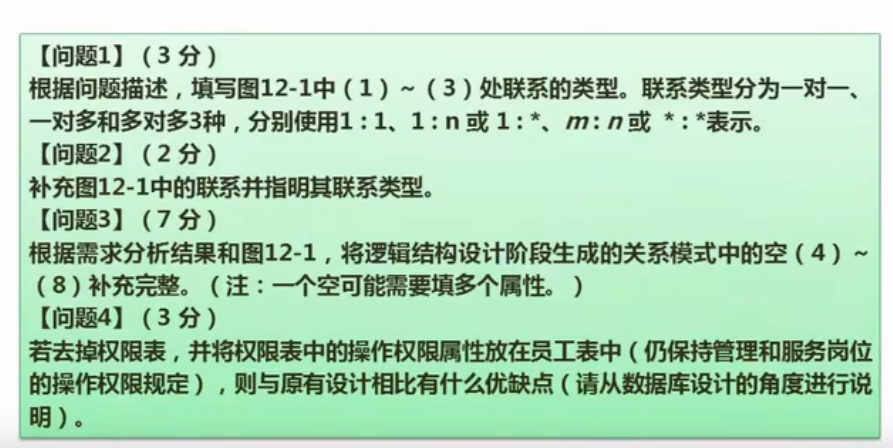 【问题1】（3 分）
根据问题描述，填写图12-1中（1）~（3）处联系的类型。联系类型分为一对一、
一对多和多对多3种，分别使用1:1、1:n 或 1:*、m:n 或 *:*表示。
【问题2】（2 分）
补充图12-1中的联系并指明其联系类型。
【问题3】（7 分）
根据需求分析结果和图12-1，将逻辑结构设计阶段生成的关系模式中的空（4）~
（8）补充完整。（注：一个空可能需要填多个属性。）
【问题4】（3 分）
若去掉权限表，并将权限表中的操作权限属性放在员工表中（仍保持管理和服务岗位
的操作权限规定），则与原有设计相比有什么优缺点（请从数据库设计的角度进行说
明）。